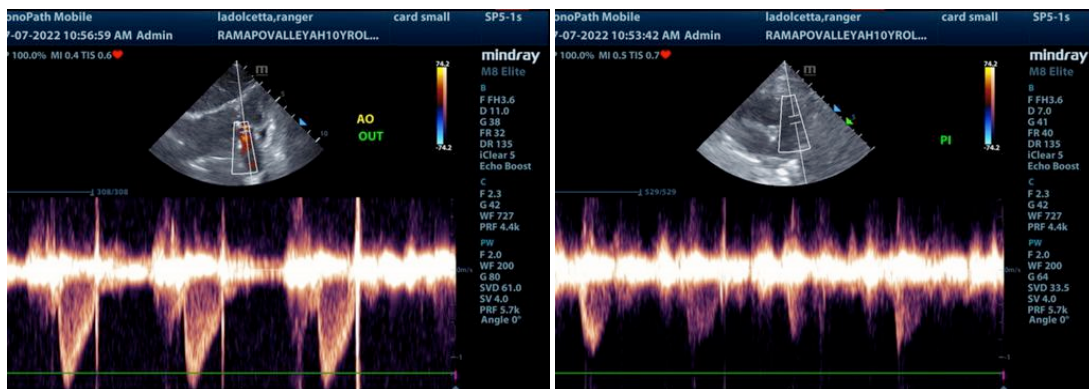 onoPath Mobile ladolcetta,ranger card small SP5-1s
7-07-2022 10:56:59 AM Admin RAMAPOVALLEYAH10YROL...
P 100.0% MI 0.4 TIS 0.6
mindray
M8 Elite
m
5
10
AO
OUT
74.2
-74.2
B
F FH3.6
D 11.0
G 38
FR 32
DR 135
iClear 5
Echo Boost
C
F 2.3
G 42
WF 727
PRF 4.4k
PW
F 2.0
WF 200
G 80
SVD 61.0
SV 4.0
PRF 5.7k
Angle 0°
308/308
0m/s
-1
onoPath Mobile ladolcetta,ranger card small SP5-1s
7-07-2022 10:53:42 AM Admin RAMAPOVALLEYAH10YROL...
P 100.0% MI 0.5 TIS 0.7
mindray
M8 Elite
m
5
PI
74.2
-74.2
B
F FH3.6
D 7.0
G 41
FR 40
DR 135
iClear 5
Echo Boost
C
F 2.3
G 42
WF 727
PRF 4.4k
PW
F 2.0
WF 200
G 64
SVD 33.5
SV 4.0
PRF 5.7k
Angle 0°
529/529
0m/s
-1